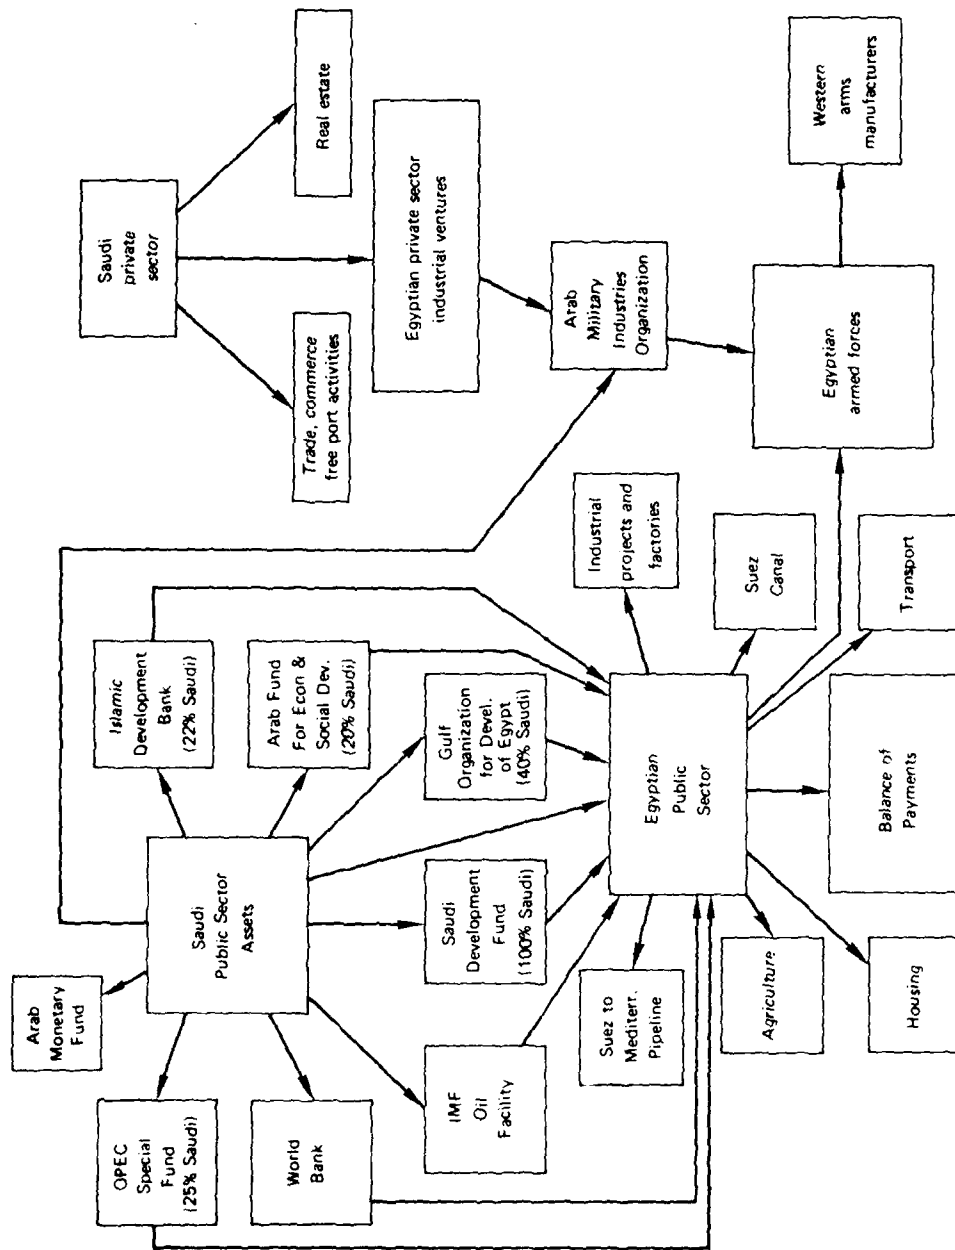 Arab
Monetary
Fund
OPEC
Special
Fund
(25% Saudi)
Saudi
Public Sector
Assets
Islamic
Development
Bank
(22% Saudi)
Saudi
private
sector
World
Bank
Arab Fund
For Econ &
Social Dev.
(20% Saudi)
Trade, commerce
free port activities
Real estate
IMF
Oil
Facility
Saudi
Development
Fund
(100% Saudi)
Gulf
Organization
for Devel.
of Egypt
(40% Saudi)
Egyptian private sector
industrial ventures
Suez to
Mediterr.
Pipeline
Egyptian
Public
Sector
Industrial
projects and
factories
Arab
Military
Industries
Organization
Agriculture
Suez
Canal
Egyptian
armed forces
Western
arms
manufacturers
Housing
Balance of
Payments
Transport